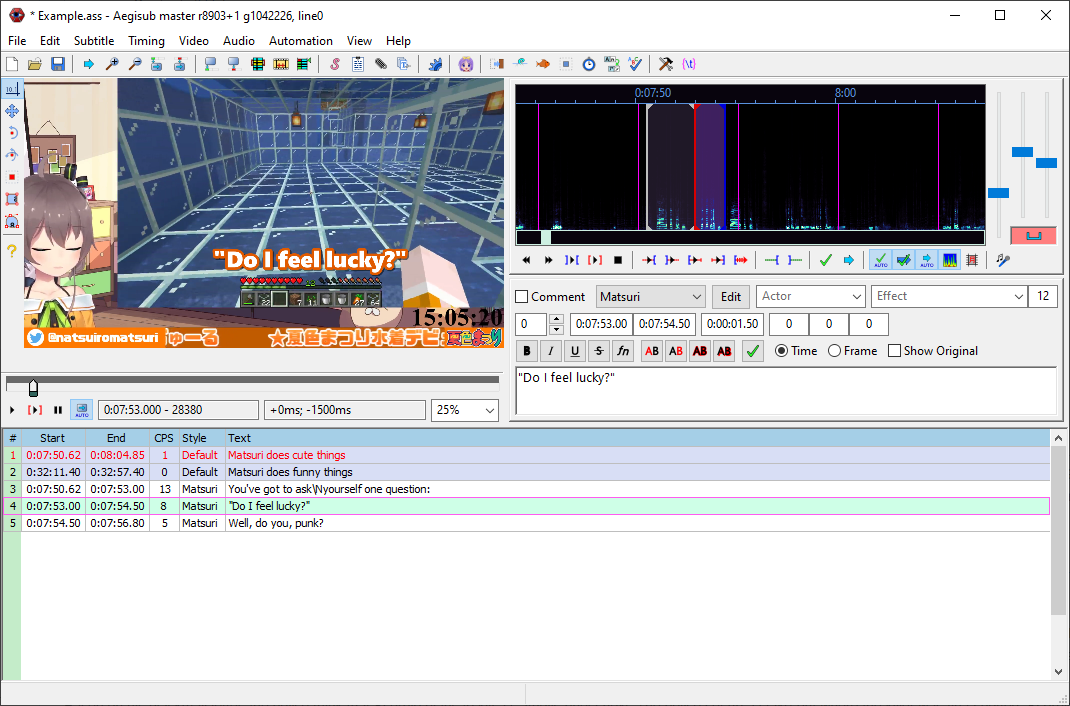 * Example.ass - Aegisub master r8903+1 g1042226, line0
File Edit Subtitle Timing Video Audio Automation View Help
"Do I feel lucky?"
15:05:20
@natsuiromatsuri ちゅーる ★夏色まつり水着デビ 夏色まつり
0:07:50 8:00
Comment Matsuri Edit Actor Effect 12
0 0:07:53.00 0:07:54.50 0:00:01.50 0 0 0
B I U S fn AB AB AB AB Time Frame Show Original
"Do I feel lucky?"
AUTO 0:07:53.000 - 28380 +0ms; -1500ms 25%
# Start End CPS Style Text
1 0:07:50.62 0:08:04.85 1 Default Matsuri does cute things
2 0:32:11.40 0:32:57.40 0 Default Matsuri does funny things
3 0:07:50.62 0:07:53.00 13 Matsuri You've got to ask\Nyourself one question:
4 0:07:53.00 0:07:54.50 8 Matsuri "Do I feel lucky?"
5 0:07:54.50 0:07:56.80 5 Matsuri Well, do you, punk?